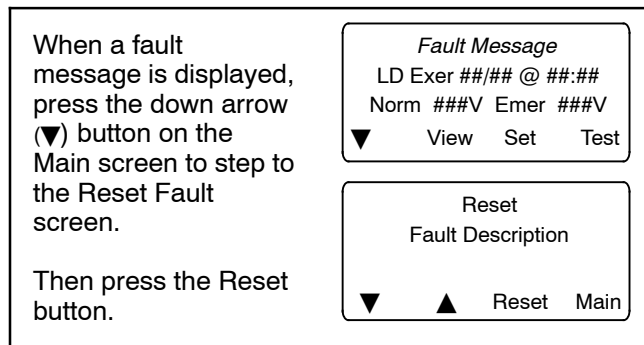 When a fault
message is displayed,
press the down arrow
(▼) button on the
Main screen to step to
the Reset Fault
screen.
Then press the Reset
button.
Fault Message
LD Exer ##/## @ ##:##
Norm ###V Emer ###V
▼ View Set Test
Reset
Fault Description
▼ ▲ Reset Main